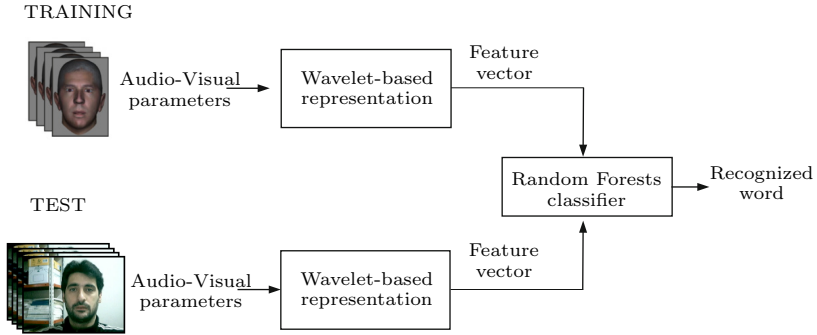 TRAINING
Audio-Visual
parameters
Wavelet-based
representation
Feature
vector
Random Forests
classifier
Recognized
word
TEST
Audio-Visual
parameters
Wavelet-based
representation
Feature
vector